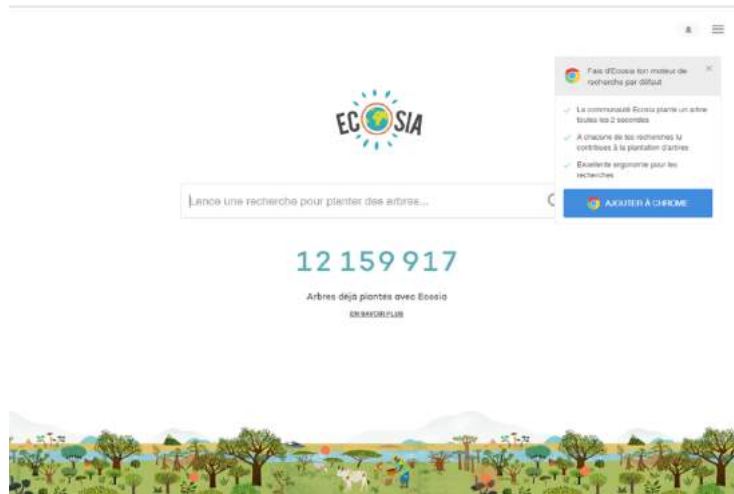 Fais d'Ecosia ton moteur de
recherche par défaut
La communauté Ecosia plante un arbre
toutes les 2 secondes
A chacune de tes recherches tu
contribues à la plantation d'arbres
Excellente ergonomie pour les
recherches
AJOUTER À CHROME
ECOSIA
Lance une recherche pour planter des arbres...
12 159 917
Arbres déjà plantés avec Ecosia
EN SAVOIR PLUS